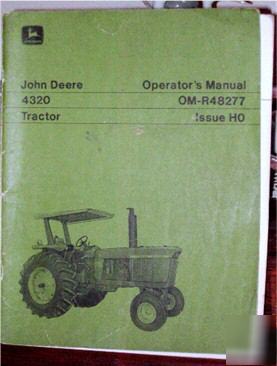 John Deere Operator's Manual
4320 OM-R48277
Tractor Issue H0